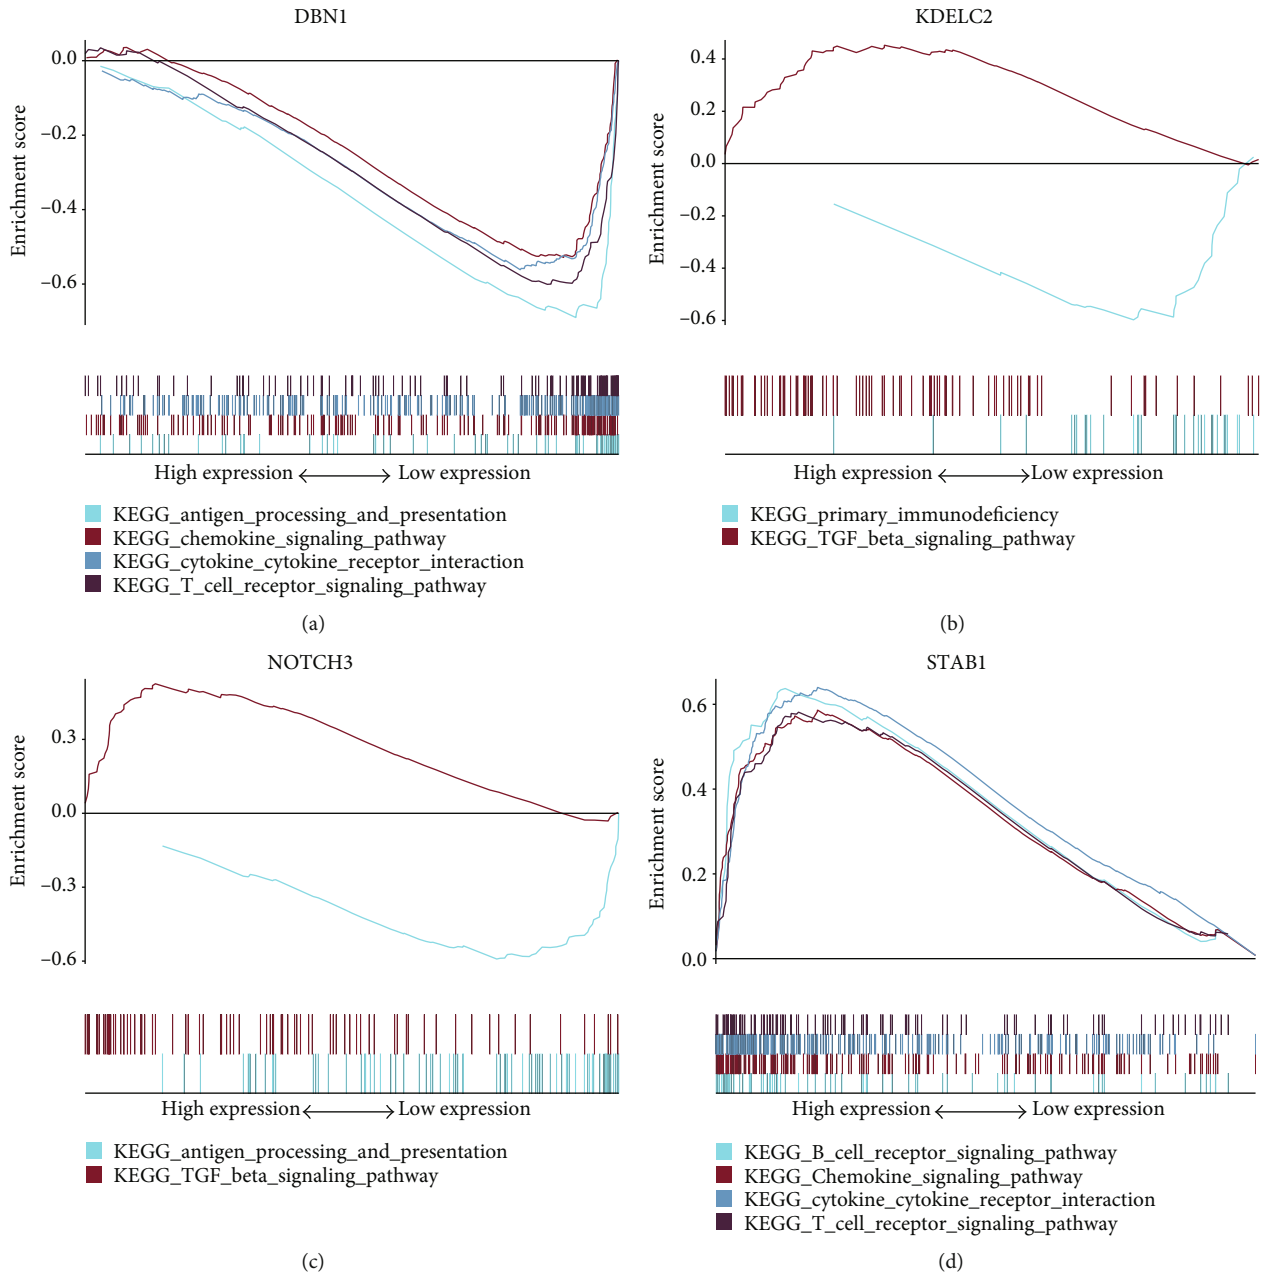 DBN1
0.0
−0.2
−0.4
−0.6
Enrichment score
High expression Low expression
KEGG_antigen_processing_and_presentation
KEGG_chemokine_signaling_pathway
KEGG_cytokine_cytokine_receptor_interaction
KEGG_T_cell_receptor_signaling_pathway
(a)
KDELC2
0.4
0.2
0.0
−0.2
−0.4
−0.6
Enrichment score
High expression Low expression
KEGG_primary_immunodeficiency
KEGG_TGF_beta_signaling_pathway
(b)
NOTCH3
0.3
0.0
−0.3
−0.6
Enrichment score
High expression Low expression
KEGG_antigen_processing_and_presentation
KEGG_TGF_beta_signaling_pathway
(c)
STAB1
0.6
0.4
0.2
0.0
Enrichment score
High expression Low expression
KEGG_B_cell_receptor_signaling_pathway
KEGG_Chemokine_signaling_pathway
KEGG_cytokine_cytokine_receptor_interaction
KEGG_T_cell_receptor_signaling_pathway
(d)